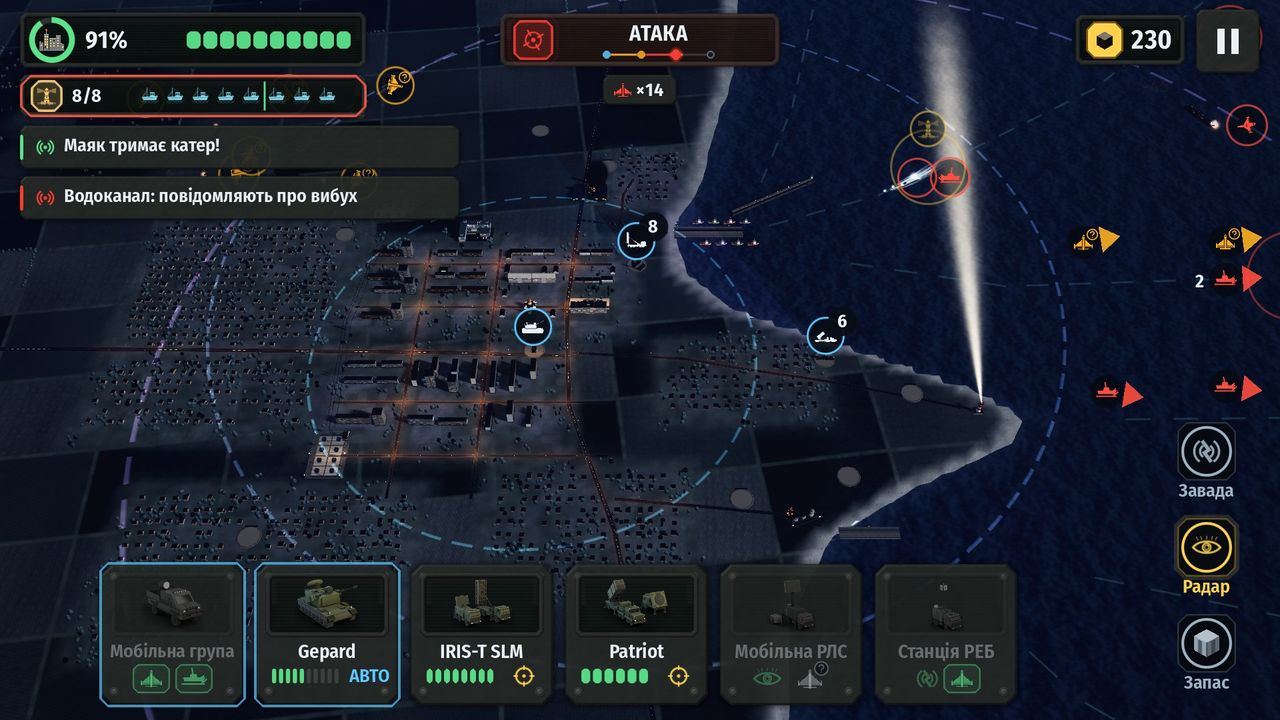 91%
АТАКА
230
8/8
×14
Маяк тримає катер!
Водоканал: повідомляють про вибух
8
6
2
Завада
Радар
Запас
Мобільна група
Gepard
АВТО
IRIS-T SLM
Patriot
Мобільна РЛС
Станція РЕБ